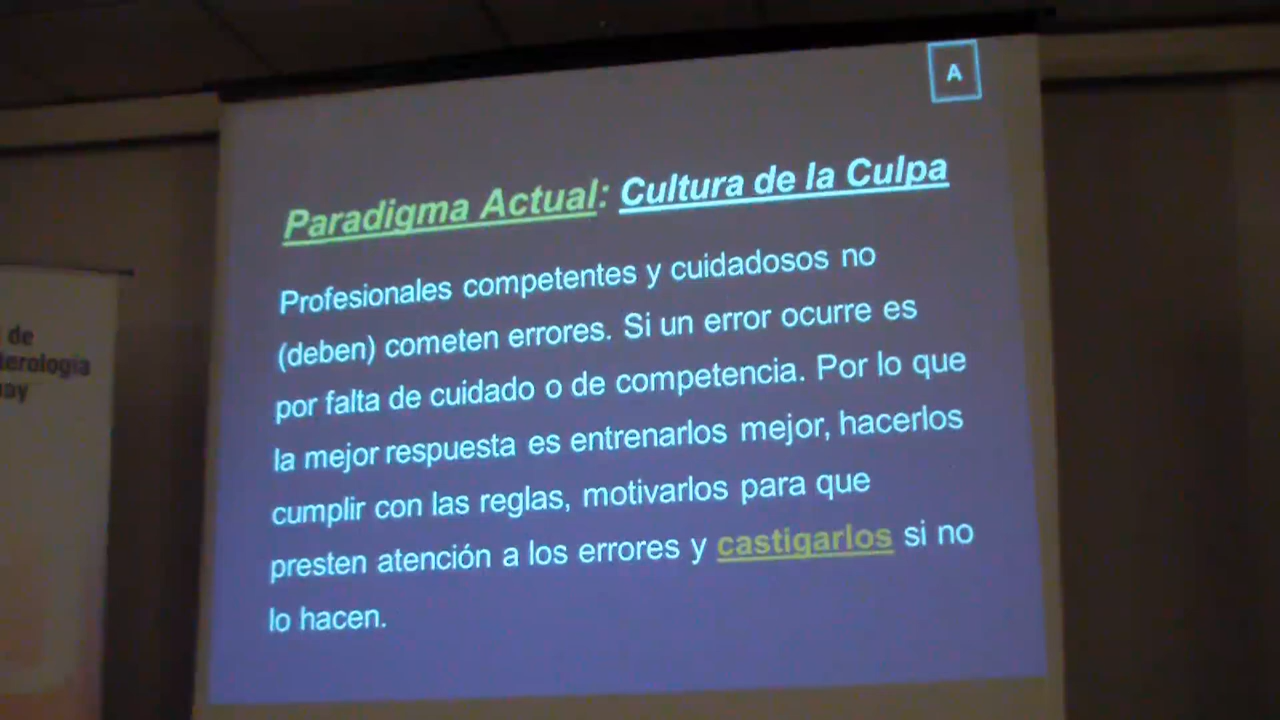 A
Paradigma Actual: Cultura de la Culpa
Profesionales competentes y cuidadosos no
(deben) cometen errores. Si un error ocurre es
por falta de cuidado o de competencia. Por lo que
la mejor respuesta es entrenarlos mejor, hacerlos
cumplir con las reglas, motivarlos para que
presten atención a los errores y castigarlos si no
lo hacen.
de